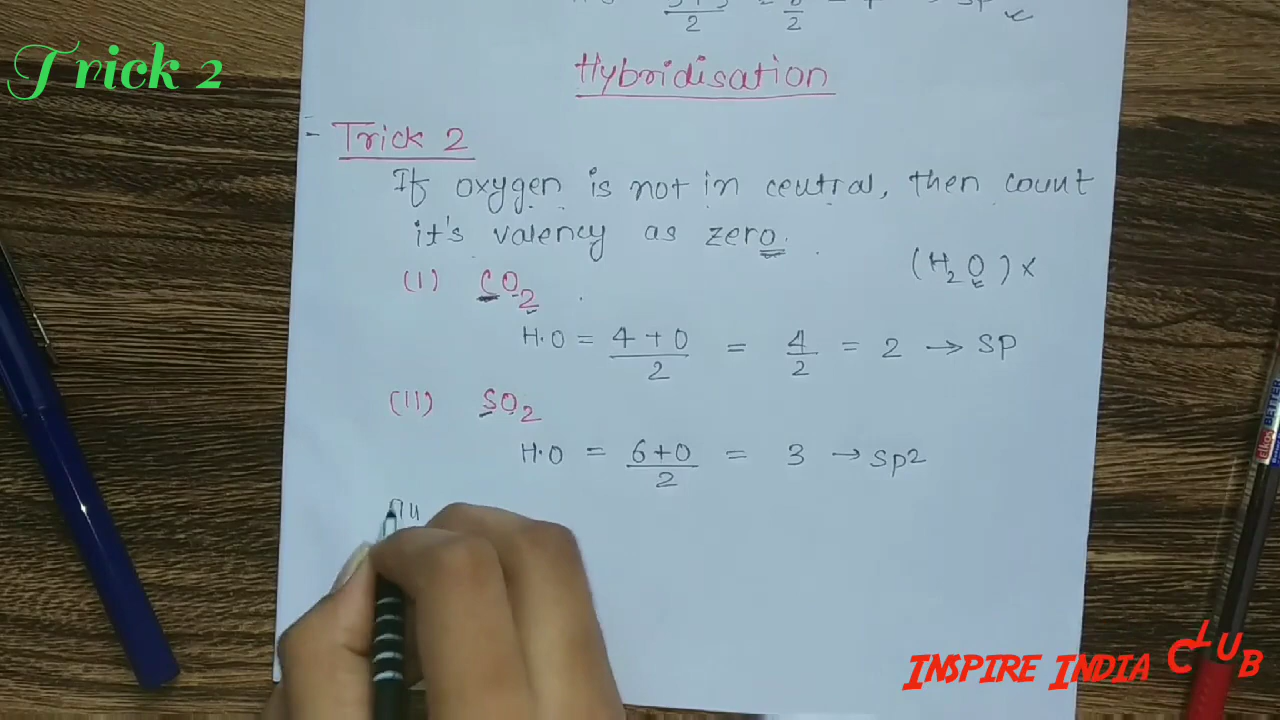 Trick 2
Hybridisation
- Trick 2
If oxygen is not in central, then count
it's valency as zero.
(H2O) x
(I) CO2
H.O = 4+0/2 = 4/2 = 2 → SP
(II) SO2
H.O = 6+0/2 = 3 → SP2
INSPIRE INDIA CLUB